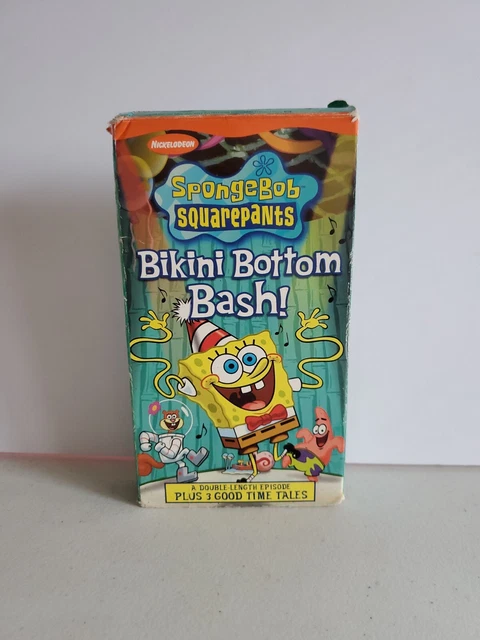 NICKELODEON
SpongeBob
SQUAREPANTS
Bikini Bottom
Bash!
A DOUBLE-LENGTH EPISODE
PLUS 3 GOOD TIME TALES